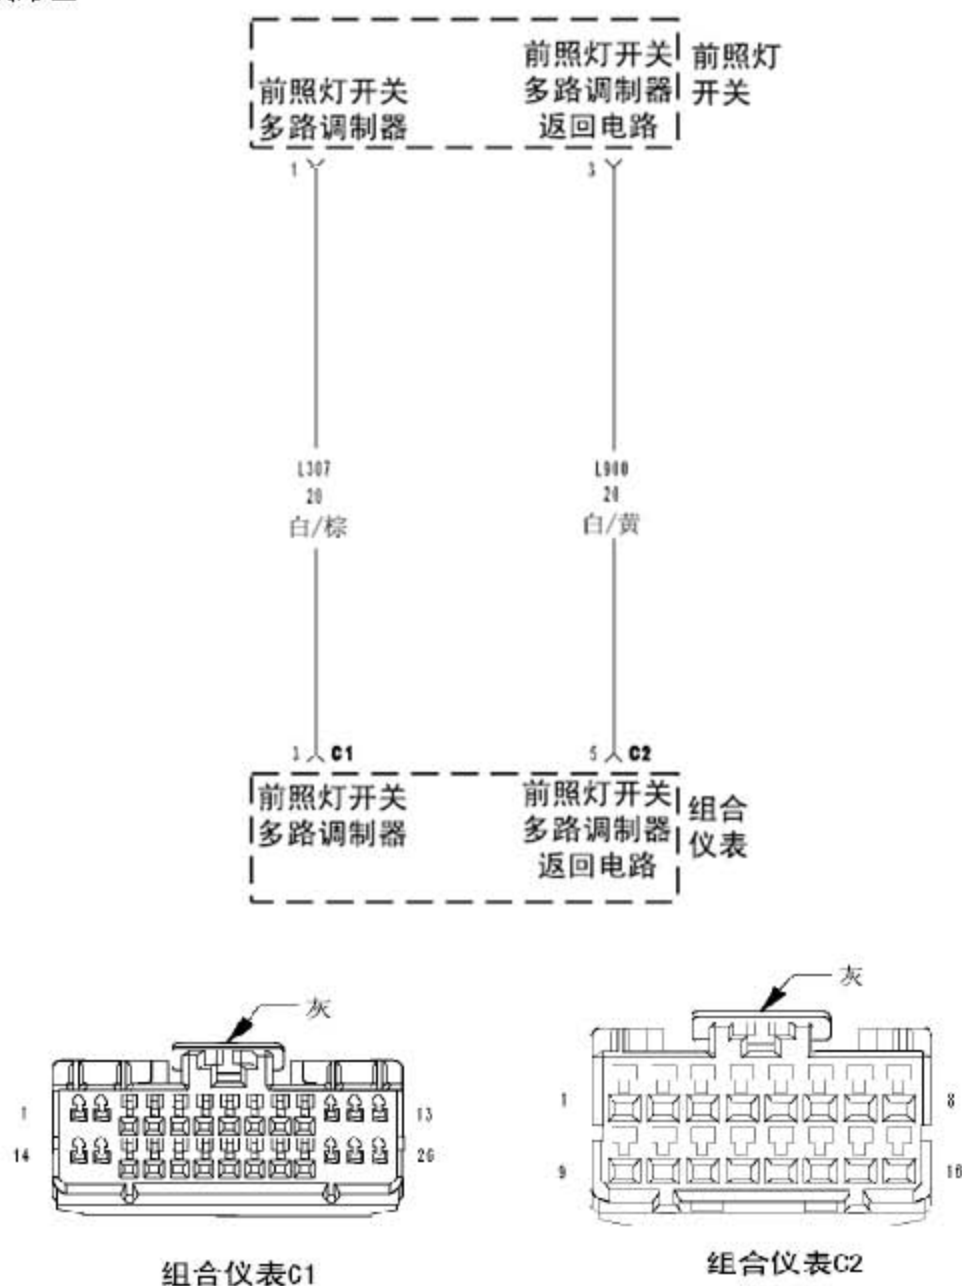 前照灯开关
多路调制器
前照灯开关
多路调制器
返回电路
前照灯
开关
1
3
L307
20
白/棕
L900
20
白/黄
3
C1
5
C2
前照灯开关
多路调制器
前照灯开关
多路调制器
返回电路
组合
仪表
灰
1
13
14
26
组合仪表C1
灰
1
8
9
16
组合仪表C2